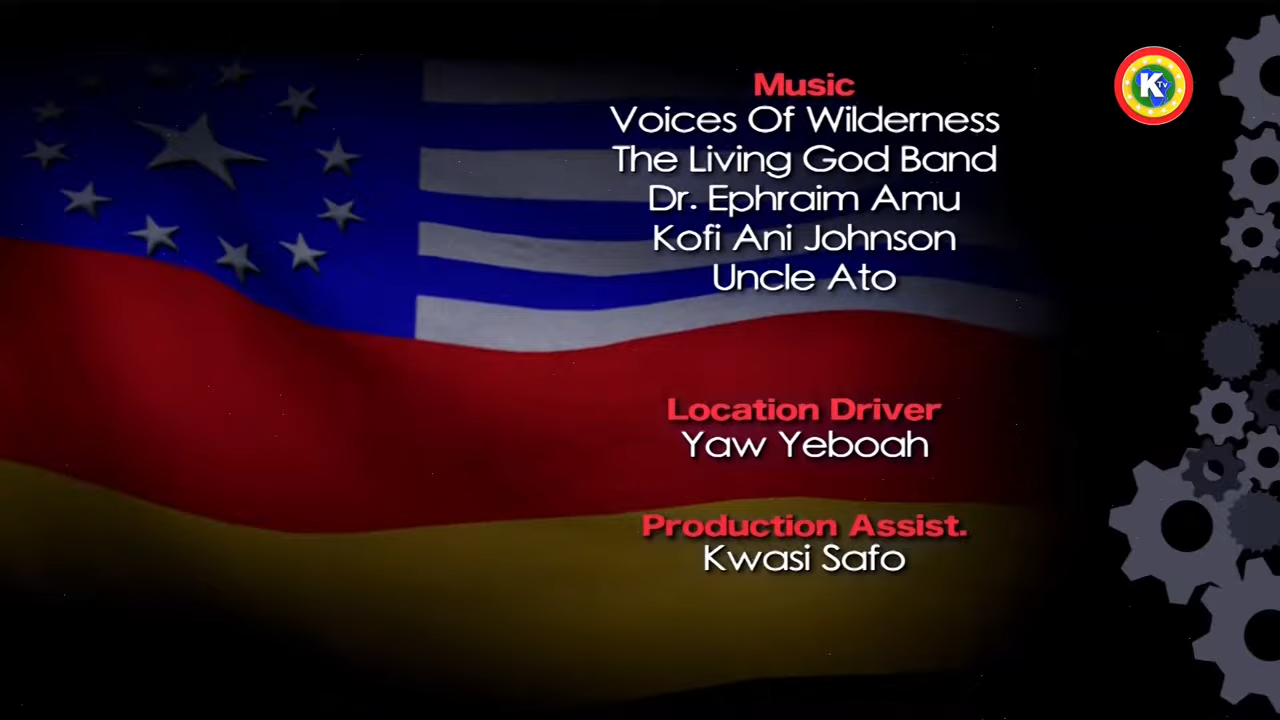 Music
Voices Of Wilderness
The Living God Band
Dr. Ephraim Amu
Kofi Ani Johnson
Uncle Ato
K TV
Location Driver
Yaw Yeboah
Production Assist.
Kwasi Safo